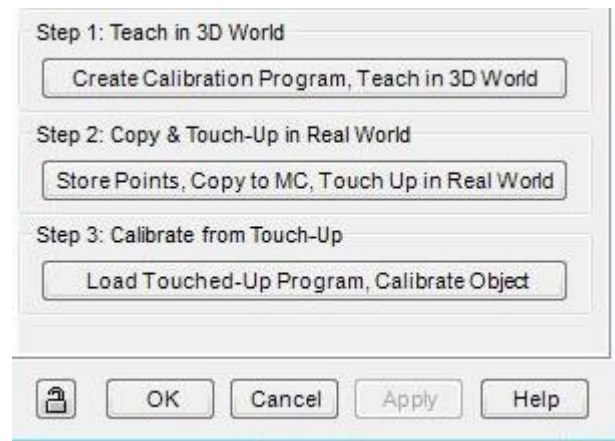 Step 1: Teach in 3D World
Create Calibration Program, Teach in 3D World
Step 2: Copy & Touch-Up in Real World
Store Points, Copy to MC, Touch Up in Real World
Step 3: Calibrate from Touch-Up
Load Touched-Up Program, Calibrate Object
OK Cancel Apply Help